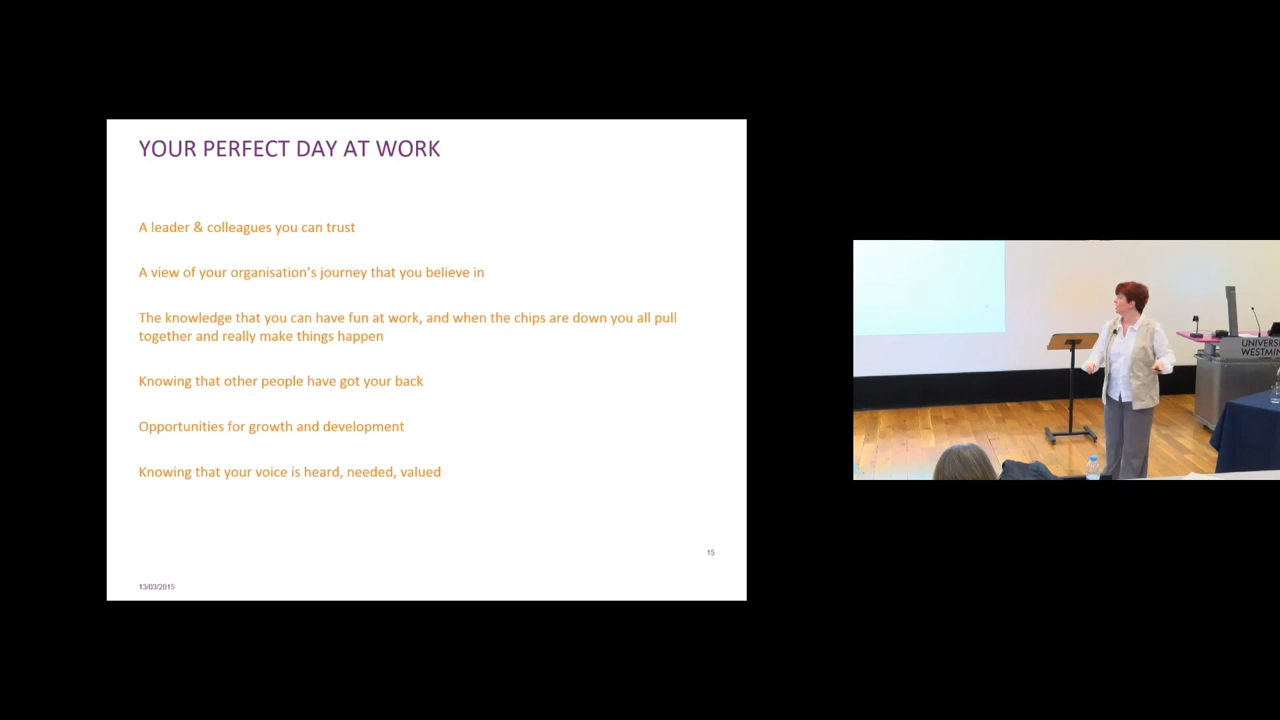 YOUR PERFECT DAY AT WORK
A leader & colleagues you can trust
A view of your organisation's journey that you believe in
The knowledge that you can have fun at work, and when the chips are down you all pull
together and really make things happen
Knowing that other people have got your back
Opportunities for growth and development
Knowing that your voice is heard, needed, valued
15
13/03/2015